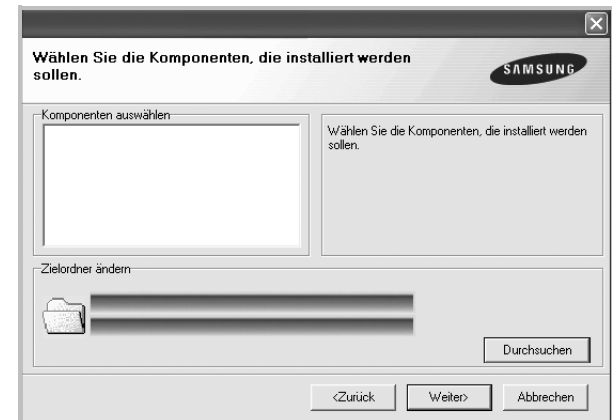 Wählen Sie die Komponenten, die installiert werden
sollen.
SAMSUNG
Komponenten auswählen
Wählen Sie die Komponenten, die installiert werden
sollen.
Zielordner ändern
Durchsuchen
<Zurück
Weiter>
Abbrechen